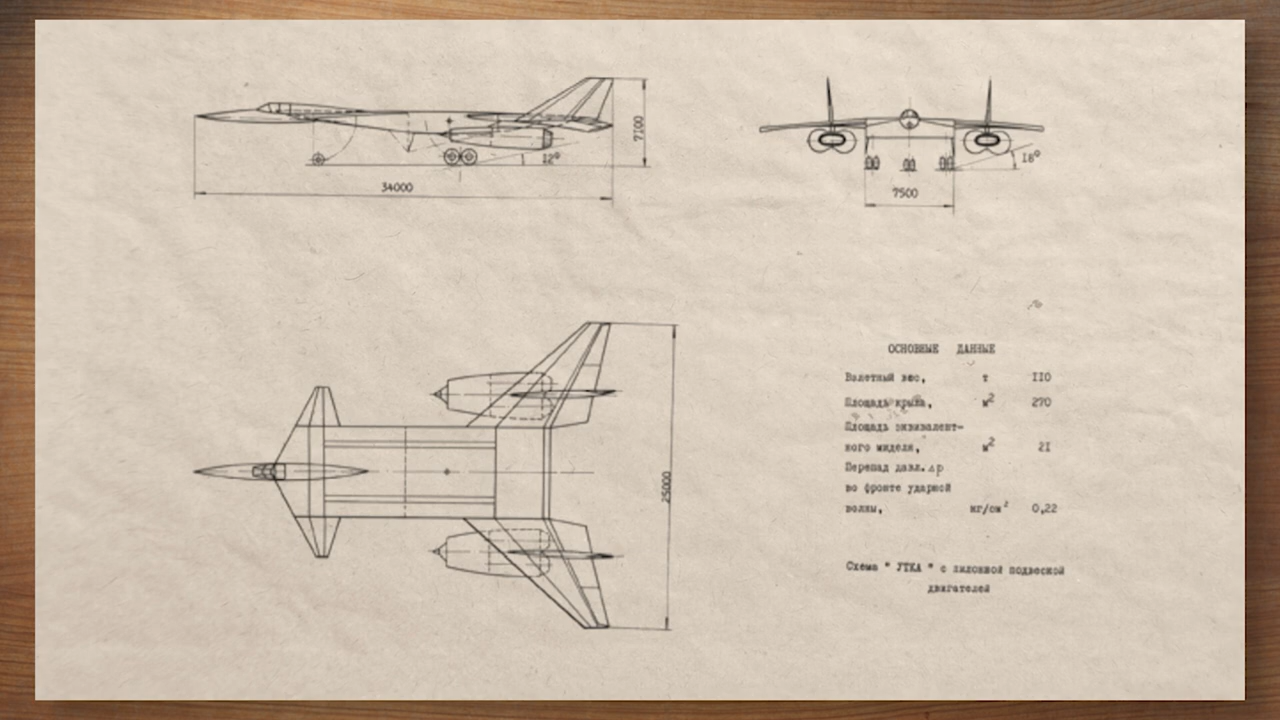 7100
12°
34000
18°
7500
25000
ОСНОВНЫЕ ДАННЫЕ
Взлетный вес, т 110
Площадь крыла, м² 270
Площадь эквивалент-
ного миделя, м² 21
Перепад давл. Δр
во фронте ударной
волны, кг/см² 0,22
Схема " УТКА " с пилонной подвеской
двигателей